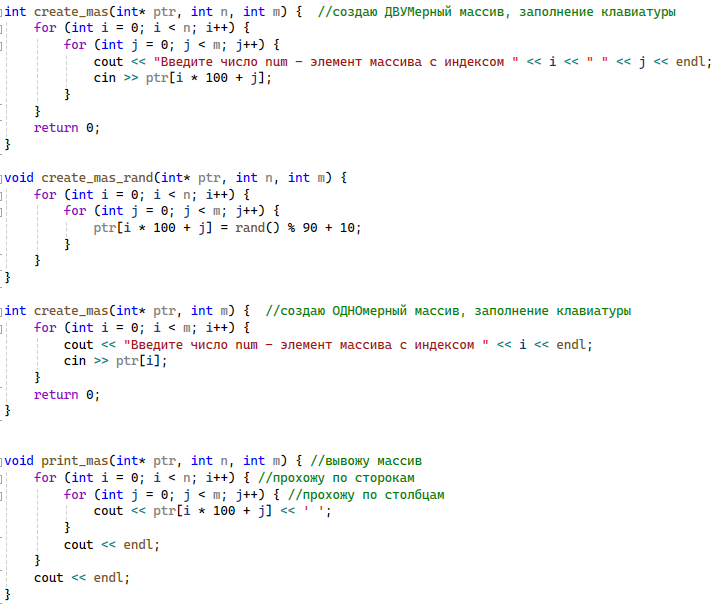 int create_mas(int* ptr, int n, int m) {  //создаю ДВУМерный массив, заполнение клавиатуры
    for (int i = 0; i < n; i++) {
        for (int j = 0; j < m; j++) {
            cout << "Введите число num - элемент массива с индексом " << i << " " << j << endl;
            cin >> ptr[i * 100 + j];
        }
    }
    return 0;
}
void create_mas_rand(int* ptr, int n, int m) {
    for (int i = 0; i < n; i++) {
        for (int j = 0; j < m; j++) {
            ptr[i * 100 + j] = rand() % 90 + 10;
        }
    }
}
int create_mas(int* ptr, int m) {  //создаю ОДНОмерный массив, заполнение клавиатуры
    for (int i = 0; i < m; i++) {
        cout << "Введите число num - элемент массива с индексом " << i << endl;
        cin >> ptr[i];
    }
    return 0;
}
void print_mas(int* ptr, int n, int m) { //вывожу массив
    for (int i = 0; i < n; i++) { //прохожу по сторокам
        for (int j = 0; j < m; j++) { //прохожу по столбцам
            cout << ptr[i * 100 + j] << ' ';
        }
        cout << endl;
    }
    cout << endl;
}